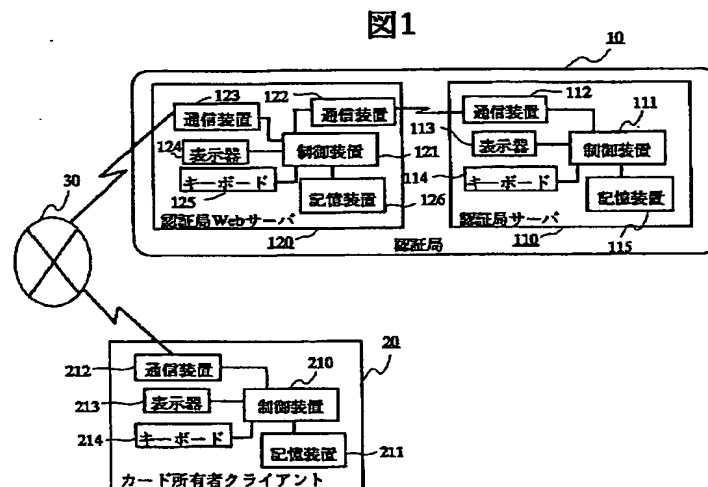 図1
10
123
122
112
通信装置
通信装置
通信装置
111
113
124
表示器
制御装置
121
表示器
制御装置
キーボード
114
キーボード
125
記憶装置
126
記憶装置
認証局Webサーバ
認証局サーバ
120
認証局
110
115
30
20
212
通信装置
210
213
表示器
制御装置
214
キーボード
記憶装置
211
カード所有者クライアント